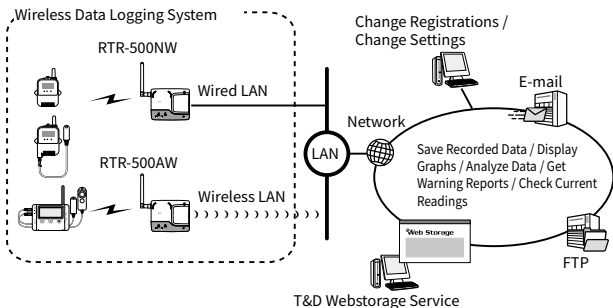 Wireless Data Logging System
RTR-500NW
Wired LAN
RTR-500AW
Wireless LAN
LAN
Network
Change Registrations /
Change Settings
E-mail
Save Recorded Data / Display
Graphs / Analyze Data / Get
Warning Reports / Check Current
Readings
Web Storage
FTP
T&D Webstorage Service